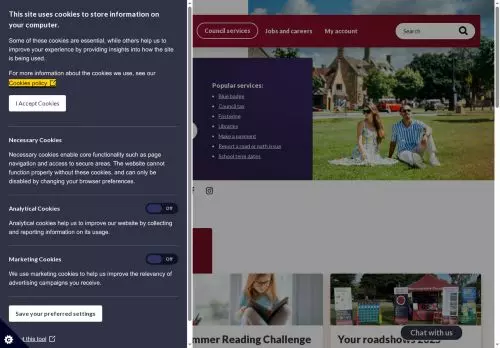 This site uses cookies to store information on
your computer.
Some of these cookies are essential, while others help us to
improve your experience by providing insights into how the site
is being used.
For more information about the cookies we use, see our
Cookies policy
I Accept Cookies
Necessary Cookies
Necessary cookies enable core functionality such as page
navigation and access to secure areas. The website cannot
function properly without these cookies, and can only be
disabled by changing your browser preferences.
Analytical Cookies
Off
Analytical cookies help us to improve our website by collecting
and reporting information on its usage.
Marketing Cookies
Off
We use marketing cookies to help us improve the relevancy of
advertising campaigns you receive.
Save your preferred settings
t this tool
Council services
Jobs and careers
My account
Search
Popular services:
Blue badge
Council tax
Fostering
Libraries
Make a payment
Report a road or path issue
School term dates
mmer Reading Challenge
Your roadshows 2025
Chat with us